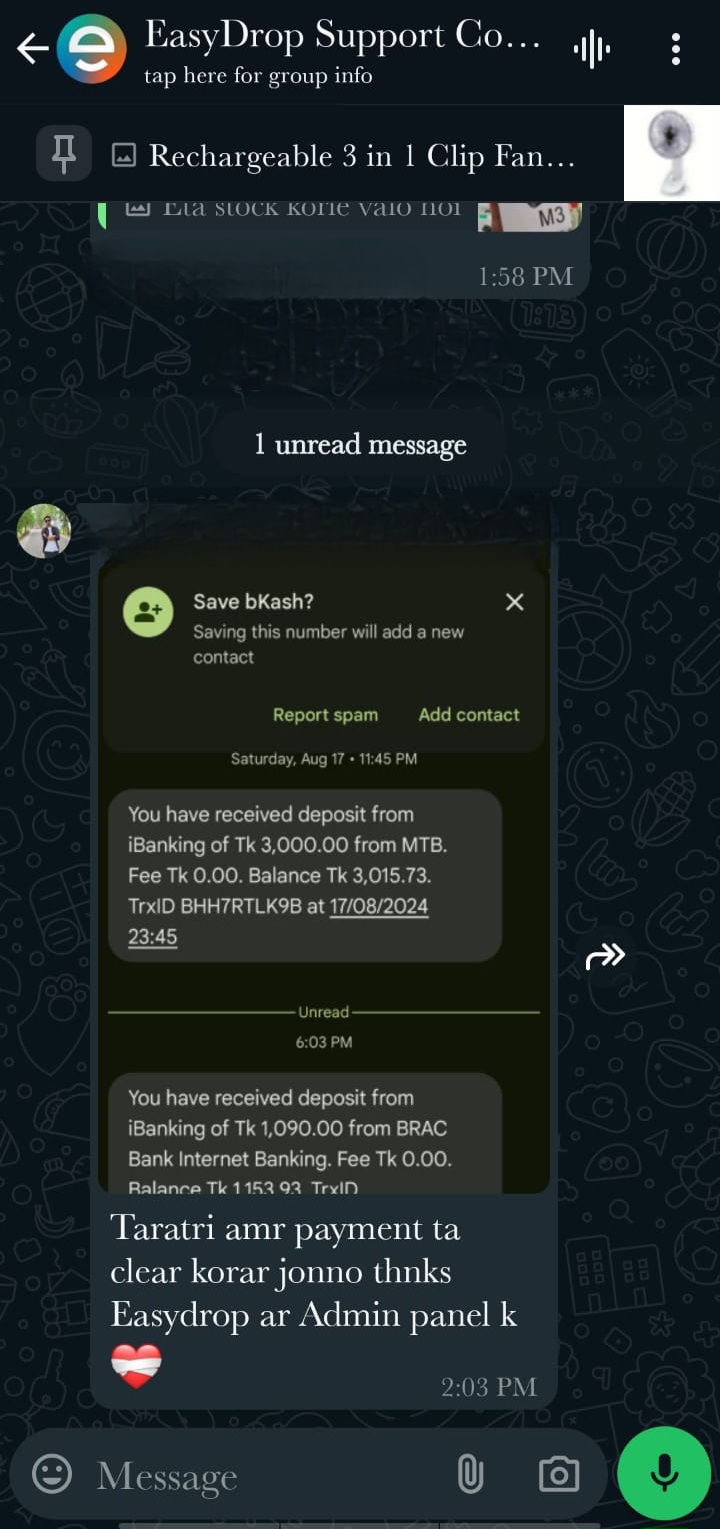 EasyDrop Support Co...
tap here for group info
Rechargeable 3 in 1 Clip Fan...
Eta stock korie valo hoi
M3
1:58 PM
1 unread message
Save bKash?
Saving this number will add a new
contact
Report spam
Add contact
Saturday, Aug 17 • 11:45 PM
You have received deposit from
iBanking of Tk 3,000.00 from MTB.
Fee Tk 0.00. Balance Tk 3,015.73.
TrxID BHH7RTLK9B at 17/08/2024
23:45
Unread
6:03 PM
You have received deposit from
iBanking of Tk 1,090.00 from BRAC
Bank Internet Banking. Fee Tk 0.00.
Balance Tk 1,153.93. TrxID
Taratri amr payment ta
clear korar jonno thnks
Easydrop ar Admin panel k
❤️‍🩹
2:03 PM
Message